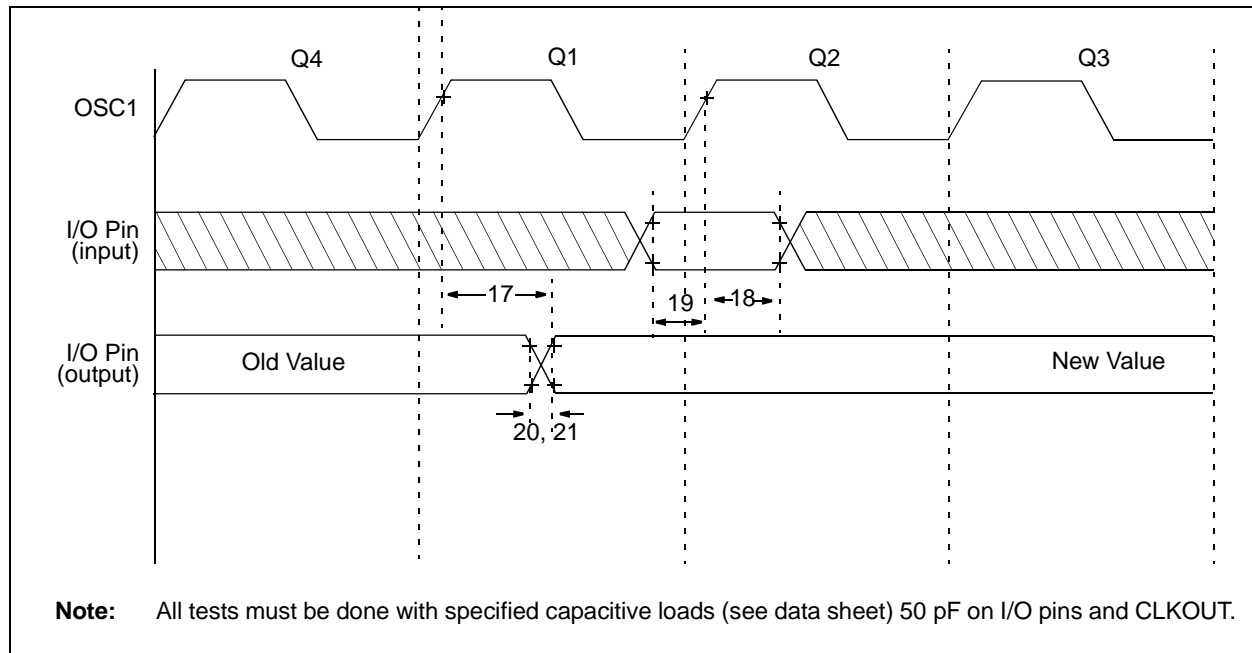 Q4 Q1 Q2 Q3
OSC1
I/O Pin
(input)
17 19 18
I/O Pin
(output)
Old Value New Value
20, 21
Note: All tests must be done with specified capacitive loads (see data sheet) 50 pF on I/O pins and CLKOUT.